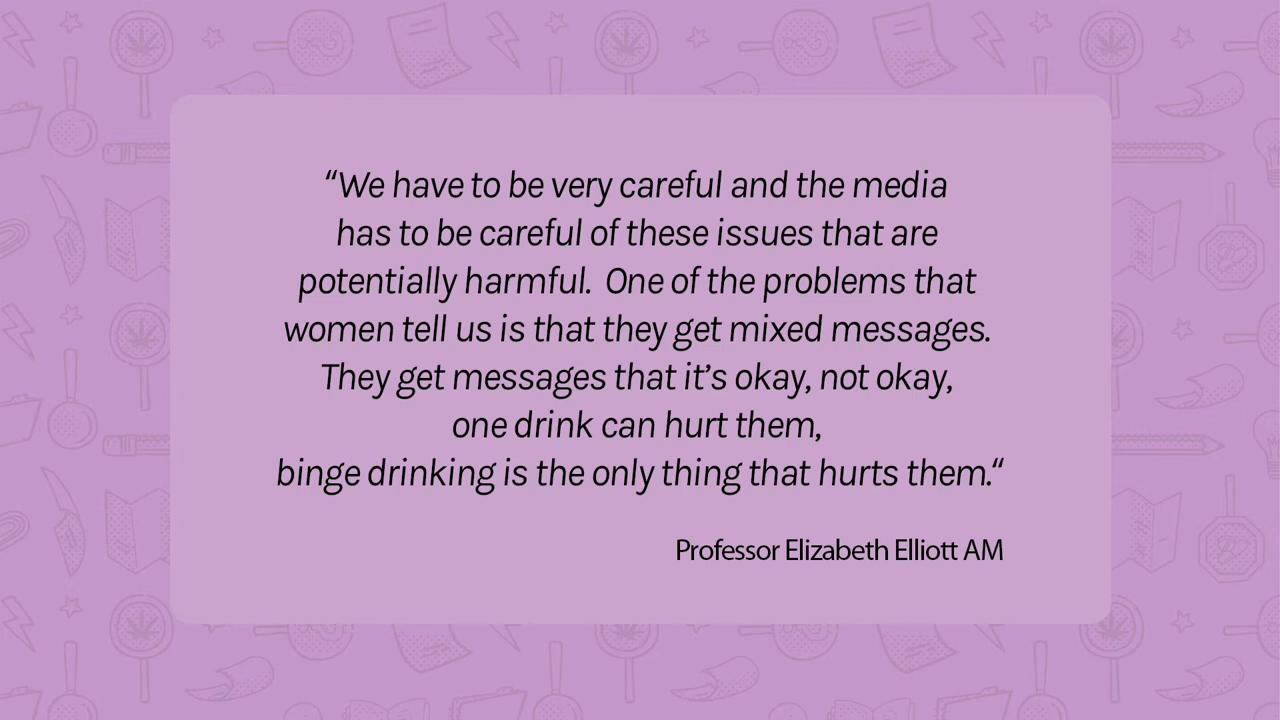 “We have to be very careful and the media
has to be careful of these issues that are
potentially harmful.  One of the problems that
women tell us is that they get mixed messages.
They get messages that it’s okay, not okay,
one drink can hurt them,
binge drinking is the only thing that hurts them.“
Professor Elizabeth Elliott AM